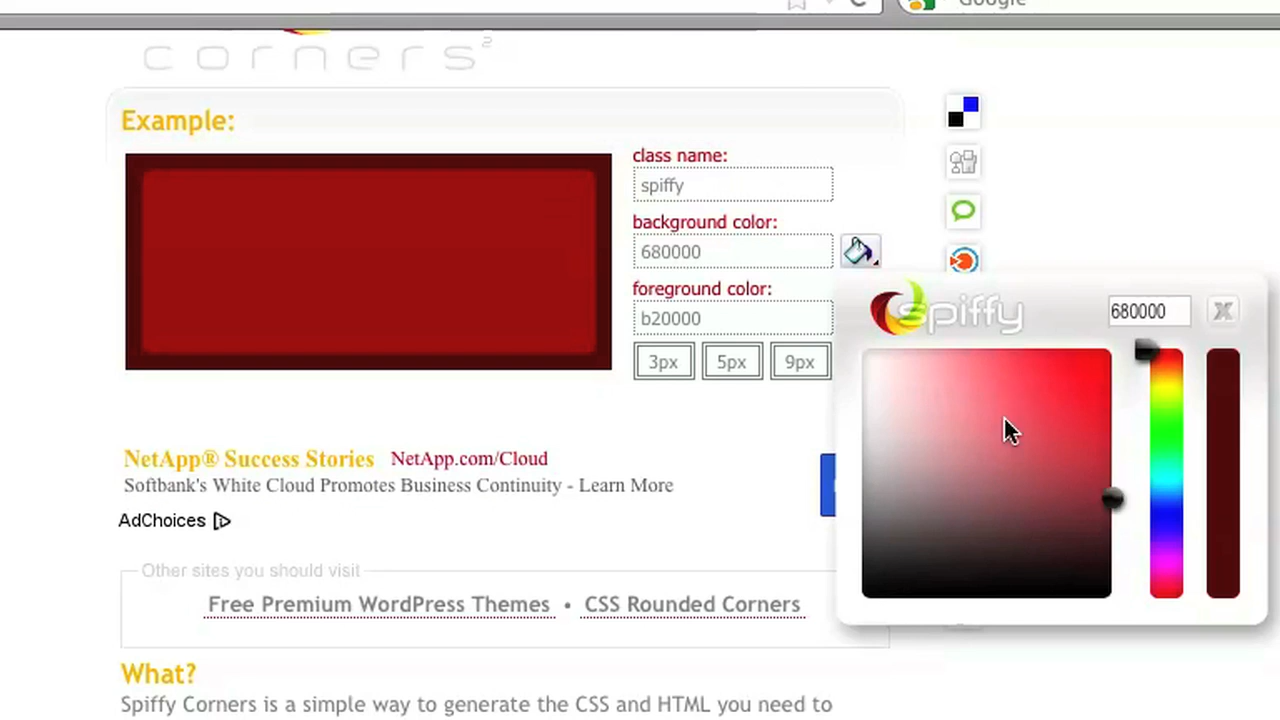 Google
corners²
Example:
class name:
spiffy
background color:
680000
foreground color:
b20000
3px 5px 9px
spiffy
680000
X
NetApp® Success Stories NetApp.com/Cloud
Softbank's White Cloud Promotes Business Continuity - Learn More
AdChoices
Other sites you should visit
Free Premium WordPress Themes • CSS Rounded Corners
What?
Spiffy Corners is a simple way to generate the CSS and HTML you need to